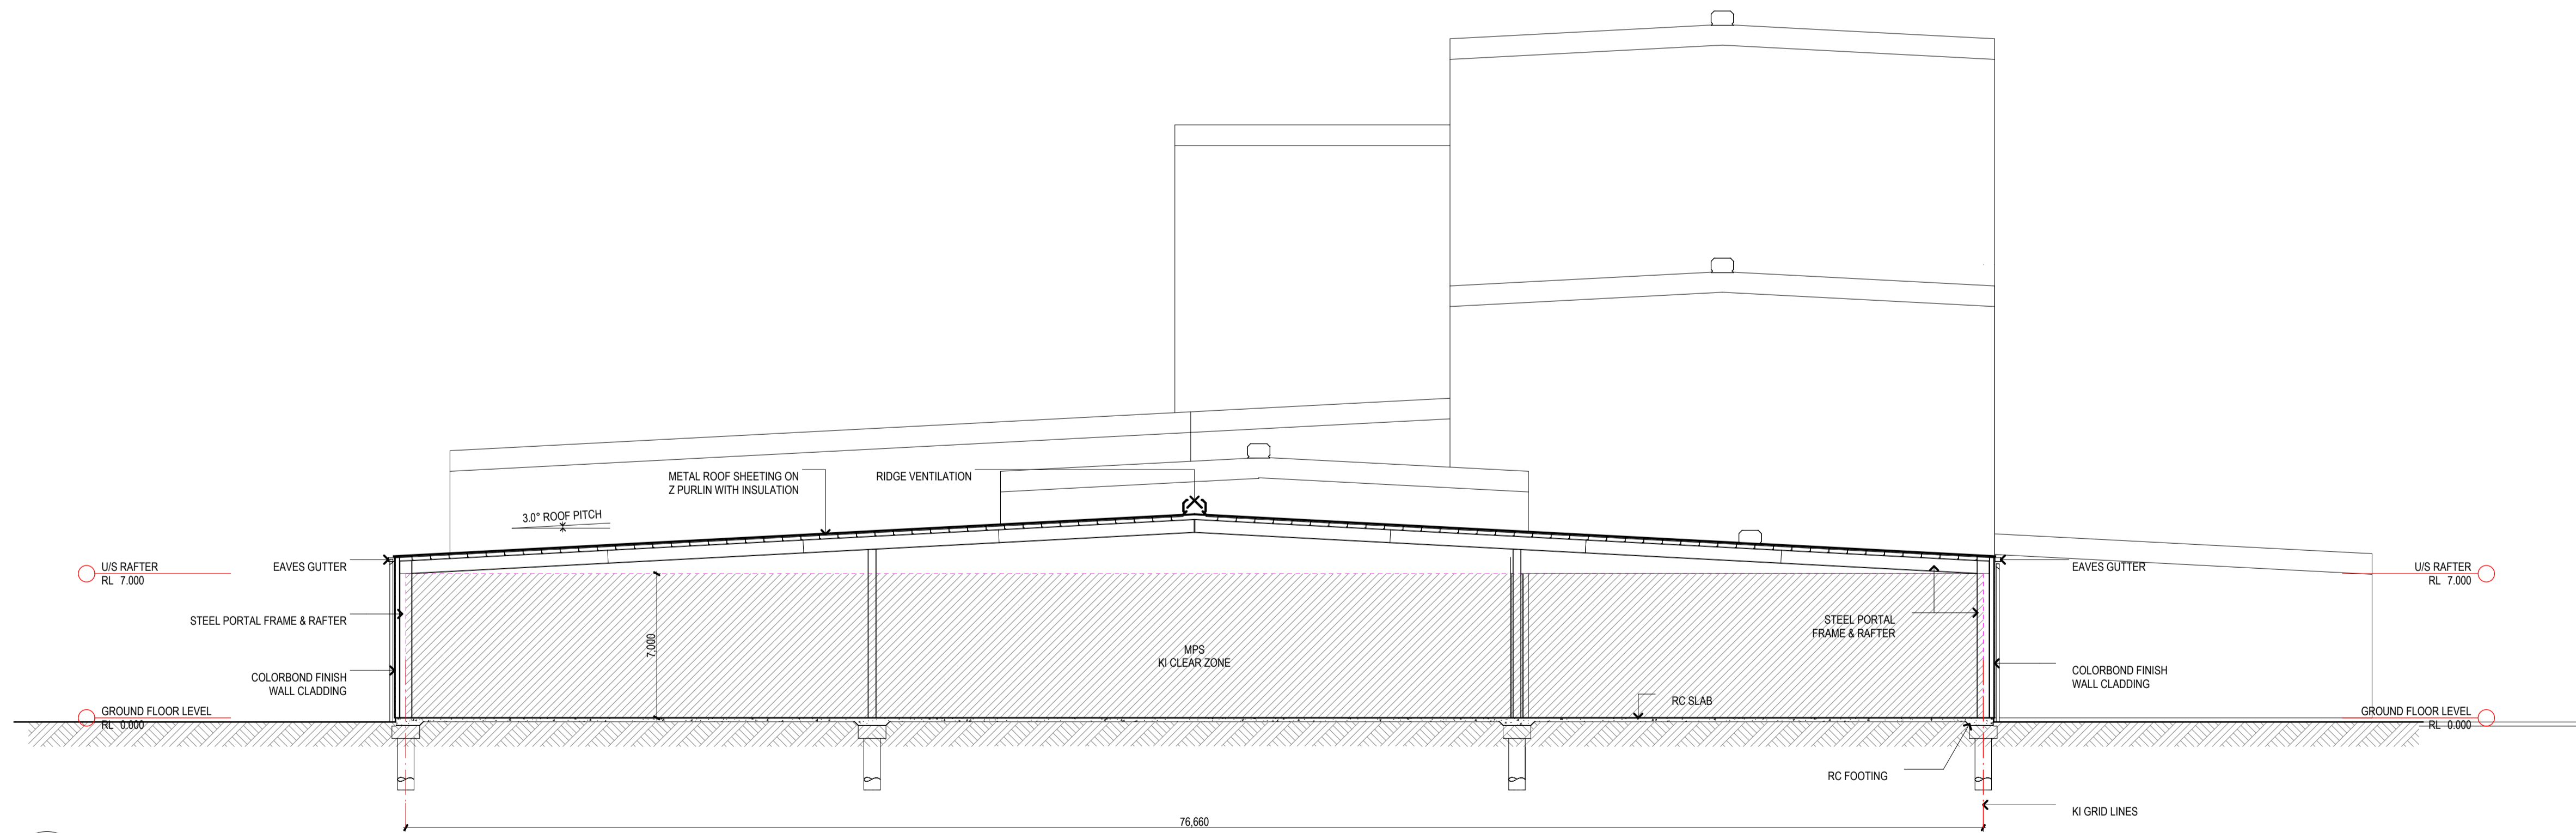 METAL ROOF SHEETING ON
Z PURLIN WITH INSULATION
RIDGE VENTILATION
3.0° ROOF PITCH
U/S RAFTER
RL 7.000
EAVES GUTTER
EAVES GUTTER
U/S RAFTER
RL 7.000
STEEL PORTAL FRAME & RAFTER
STEEL PORTAL
FRAME & RAFTER
7.000
MPS
KI CLEAR ZONE
COLORBOND FINISH
WALL CLADDING
COLORBOND FINISH
WALL CLADDING
RC SLAB
GROUND FLOOR LEVEL
RL 0.000
GROUND FLOOR LEVEL
RL 0.000
RC FOOTING
KI GRID LINES
76,660